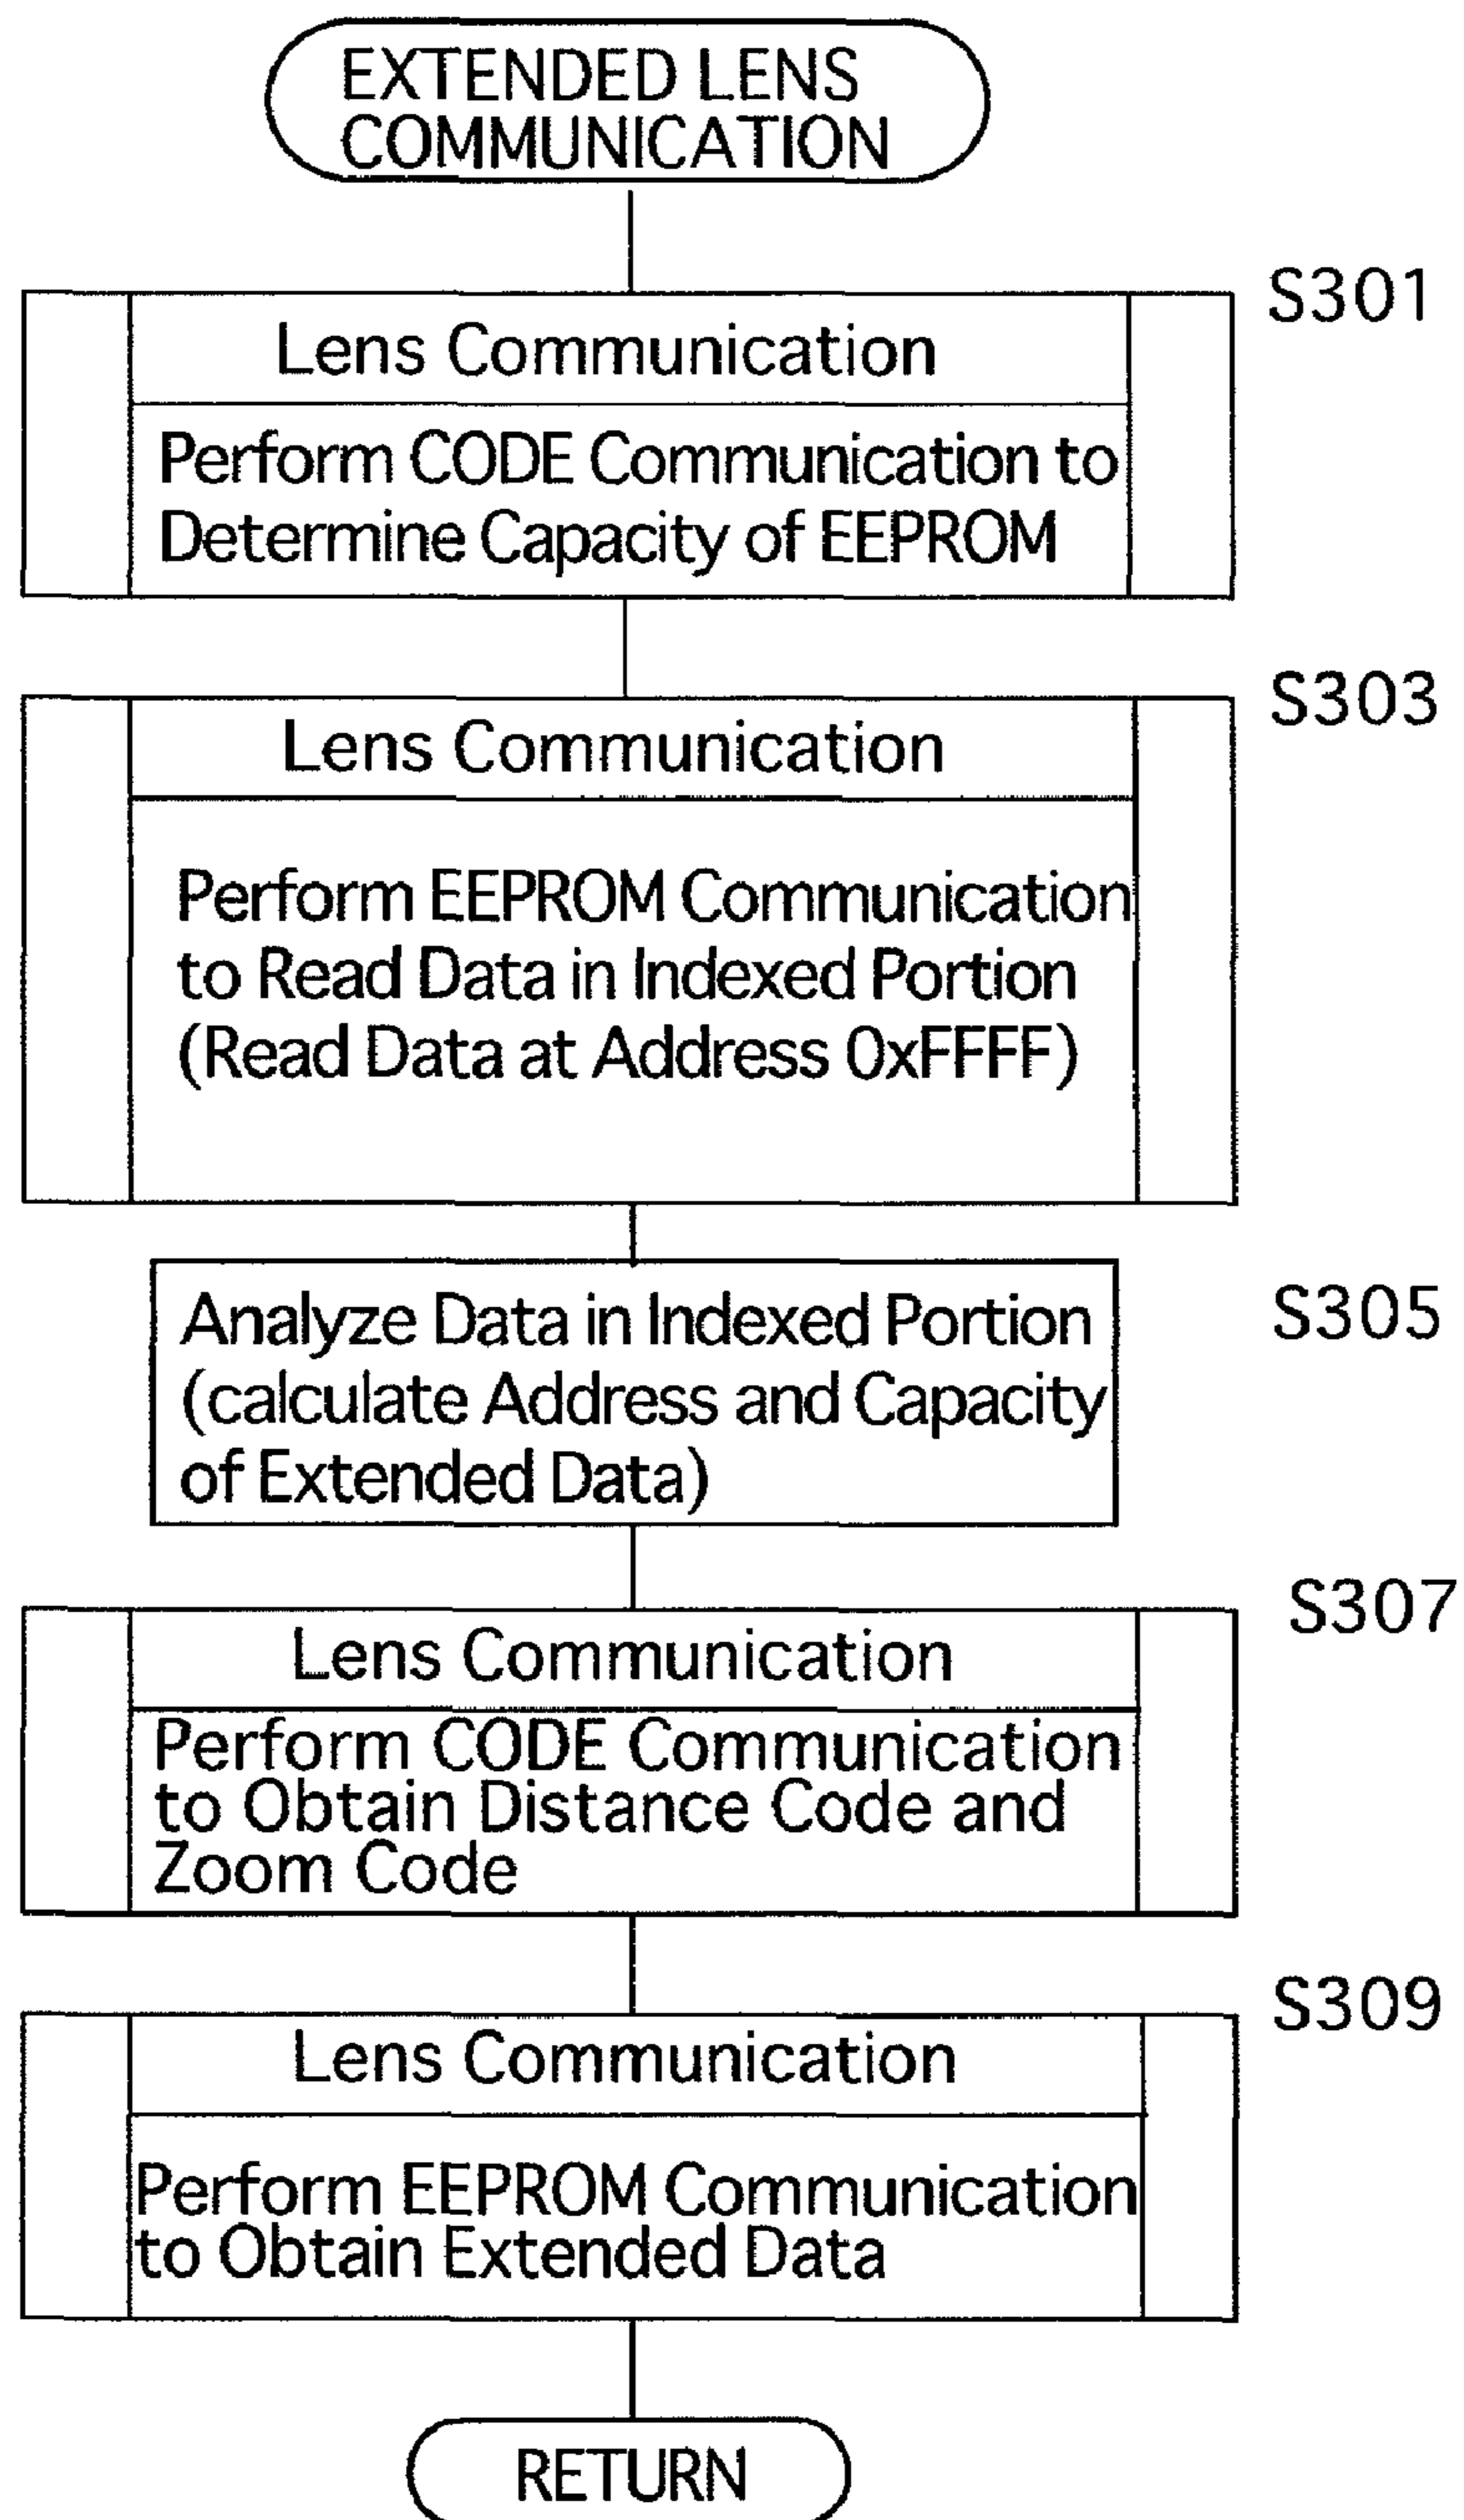 EXTENDED LENS
COMMUNICATION
S301
Lens Communication
Perform CODE Communication to
Determine Capacity of EEPROM
S303
Lens Communication
Perform EEPROM Communication
to Read Data in Indexed Portion
(Read Data at Address 0xFFFF)
S305
Analyze Data in Indexed Portion
(calculate Address and Capacity
of Extended Data)
S307
Lens Communication
Perform CODE Communication
to Obtain Distance Code and
Zoom Code
S309
Lens Communication
Perform EEPROM Communication
to Obtain Extended Data
RETURN